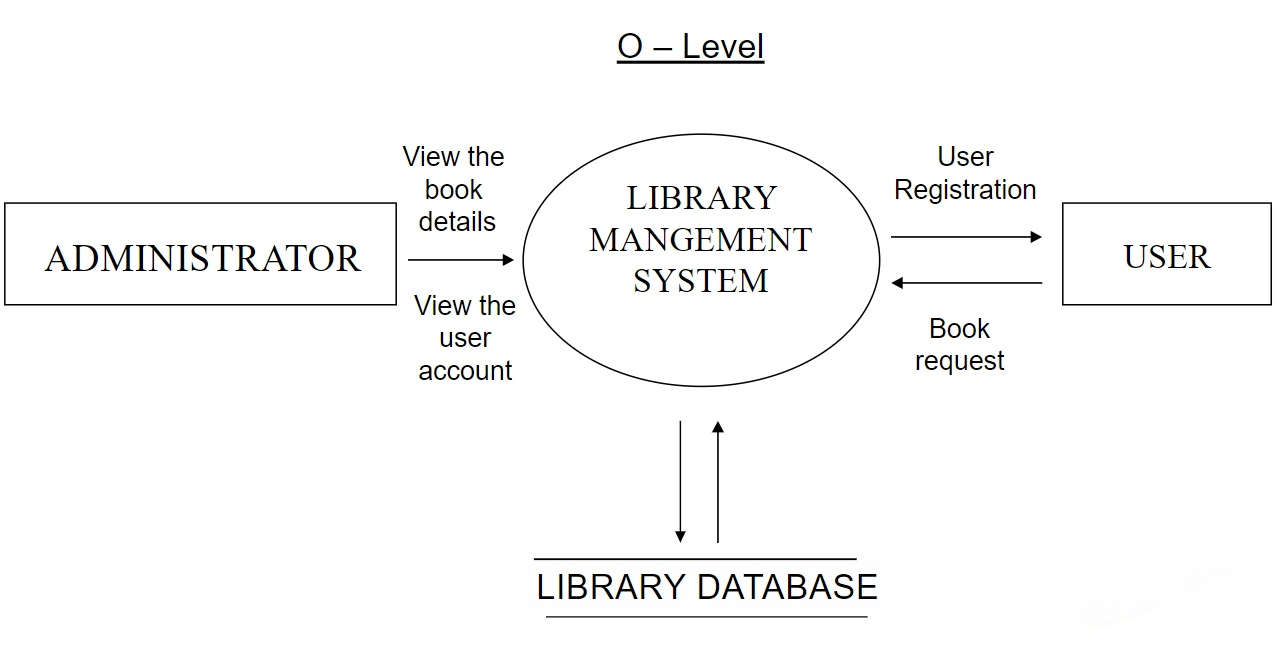 O – Level
View the
book
details
User
Registration
LIBRARY
MANGEMENT
SYSTEM
ADMINISTRATOR
USER
View the
user
account
Book
request
LIBRARY DATABASE